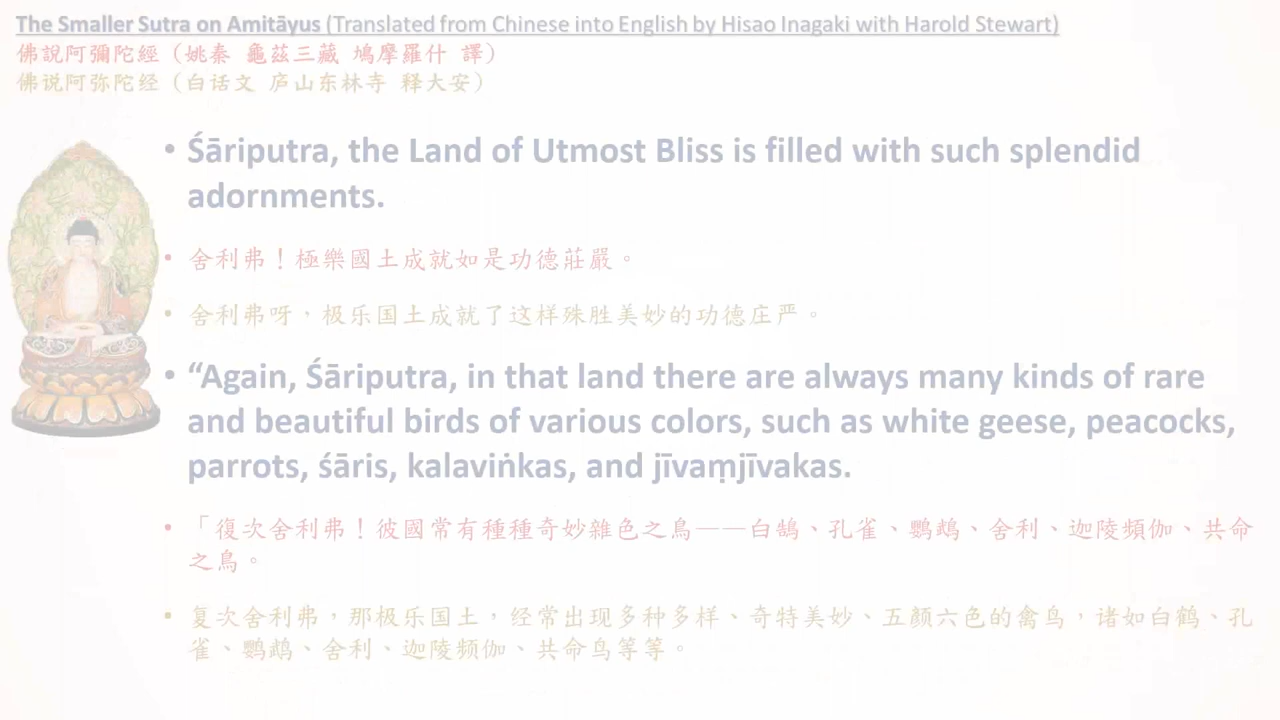 The Smaller Sutra on Amitāyus (Translated from Chinese into English by Hisao Inagaki with Harold Stewart)
佛說阿彌陀經（姚秦 龜茲三藏 鳩摩羅什 譯）
佛说阿弥陀经（白话文 庐山东林寺 释大安）
• Śāriputra, the Land of Utmost Bliss is filled with such splendid
adornments.
• 舍利弗！極樂國土成就如是功德莊嚴。
• 舍利弗呀，极乐国土成就了这样殊胜美妙的功德庄严。
• “Again, Śāriputra, in that land there are always many kinds of rare
and beautiful birds of various colors, such as white geese, peacocks,
parrots, śāris, kalaviṅkas, and jīvaṃjīvakas.
• 「復次舍利弗！彼國常有種種奇妙雜色之鳥——白鵠、孔雀、鹦鹉、舍利、迦陵頻伽、共命
之鳥。
• 复次舍利弗，那极乐国土，经常出现多种多样、奇特美妙、五颜六色的禽鸟，诸如白鹤、孔
雀、鹦鹉、舍利、迦陵频伽、共命鸟等等。